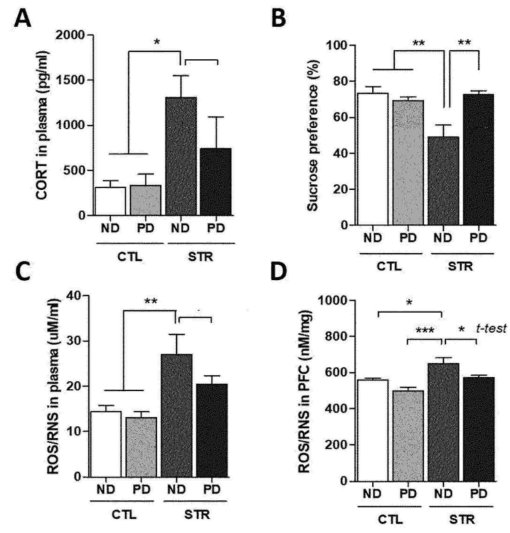 A
CORT in plasma (pg/ml)
2000
1500
1000
500
0
*
ND PD ND PD
CTL STR
B
Sucrose preference (%)
100
80
60
40
20
0
** **
ND PD ND PD
CTL STR
C
ROS/RNS in plasma (uM/ml)
40
30
20
10
0
**
ND PD ND PD
CTL STR
D
ROS/RNS in PFC (nM/mg)
1000
800
600
400
200
0
*
*** * t-test
ND PD ND PD
CTL STR